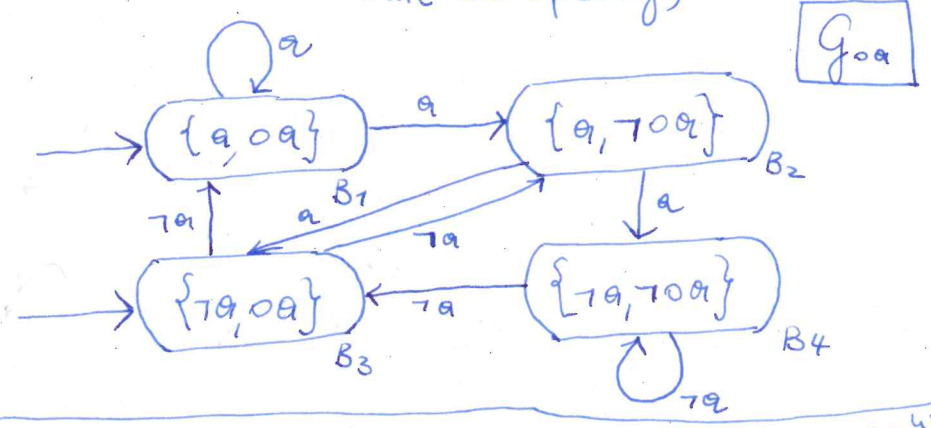 G○a
a
{a, ○a}
B1
a
{a, ¬○a}
B2
¬a
a
¬a
a
{¬a, ○a}
B3
¬a
{¬a, ¬○a}
B4
¬a